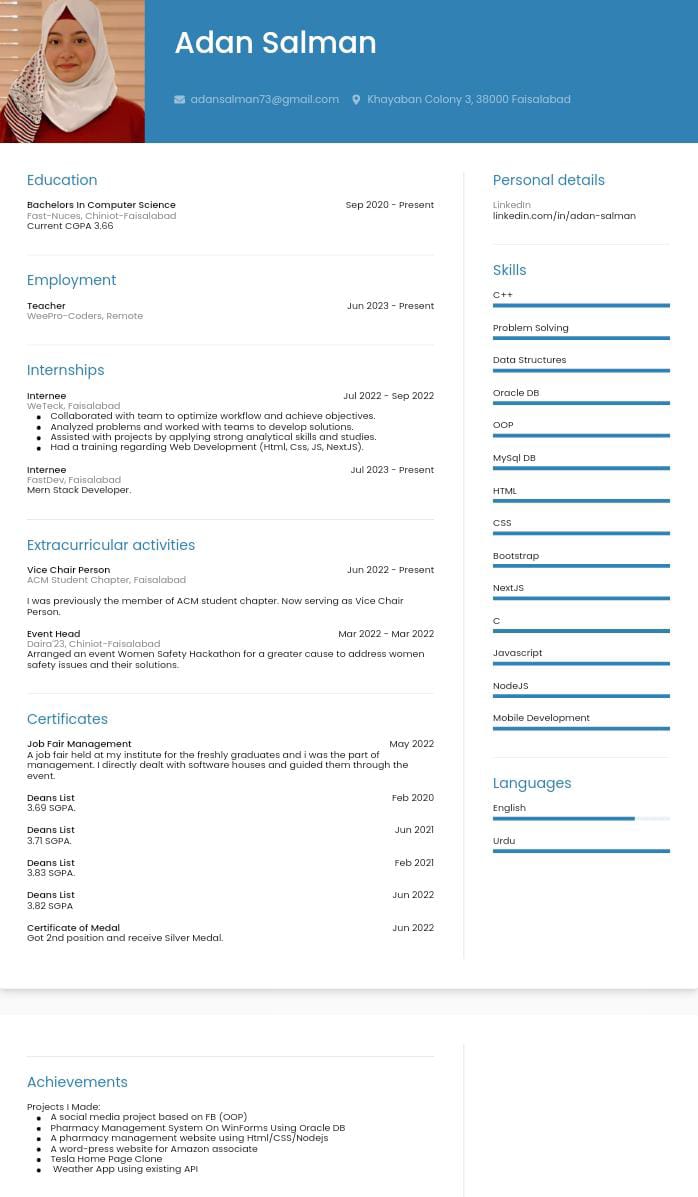 Adan Salman
adansalman73@gmail.com Khayaban Colony 3, 38000 Faisalabad
Education
Bachelors In Computer Science Sep 2020 - Present
Fast-Nuces, Chiniot-Faisalabad
Current CGPA 3.66
Employment
Teacher Jun 2023 - Present
WeePro-Coders, Remote
Internships
Internee Jul 2022 - Sep 2022
WeTeck, Faisalabad
● Collaborated with team to optimize workflow and achieve objectives.
● Analyzed problems and worked with teams to develop solutions.
● Assisted with projects by applying strong analytical skills and studies.
● Had a training regarding Web Development (Html, Css, JS, NextJS).
Internee Jul 2023 - Present
FastDev, Faisalabad
Mern Stack Developer.
Extracurricular activities
Vice Chair Person Jun 2022 - Present
ACM Student Chapter, Faisalabad
I was previously the member of ACM student chapter. Now serving as Vice Chair
Person.
Event Head Mar 2022 - Mar 2022
Daira'23, Chiniot-Faisalabad
Arranged an event Women Safety Hackathon for a greater cause to address women
safety issues and their solutions.
Certificates
Job Fair Management May 2022
A job fair held at my institute for the freshly graduates and i was the part of
management. I directly dealt with software houses and guided them through the
event.
Deans List Feb 2020
3.69 SGPA.
Deans List Jun 2021
3.71 SGPA.
Deans List Feb 2021
3.83 SGPA.
Deans List Jun 2022
3.82 SGPA
Certificate of Medal Jun 2022
Got 2nd position and receive Silver Medal.
Personal details
LinkedIn
linkedin.com/in/adan-salman
Skills
C++
Problem Solving
Data Structures
Oracle DB
OOP
MySql DB
HTML
CSS
Bootstrap
NextJS
C
Javascript
NodeJS
Mobile Development
Languages
English
Urdu
Achievements
Projects I Made:
● A social media project based on FB (OOP)
● Pharmacy Management System On WinForms Using Oracle DB
● A pharmacy management website using Html/CSS/Nodejs
● A word-press website for Amazon associate
● Tesla Home Page Clone
● Weather App using existing API